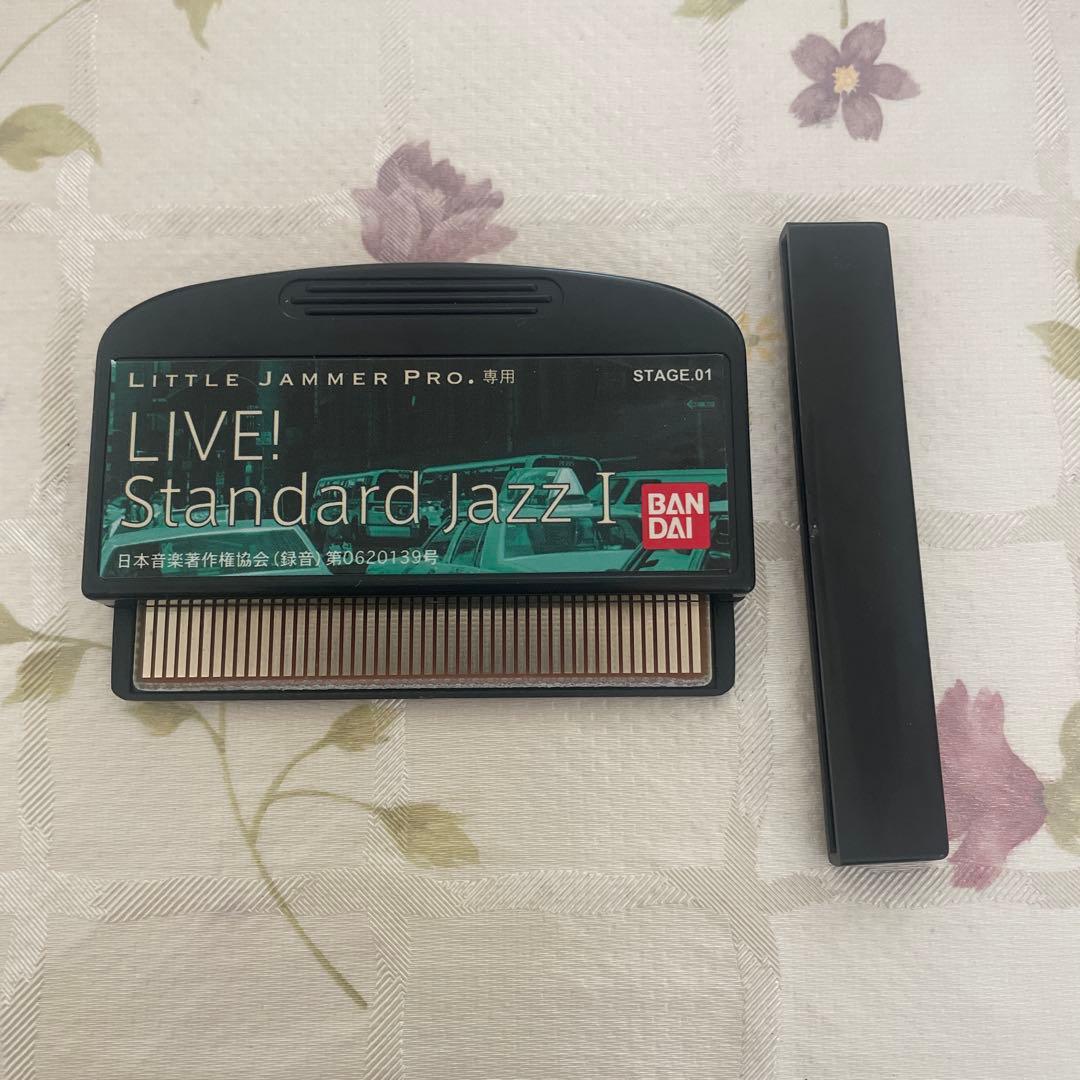 LITTLE JAMMER PRO. 専用
STAGE.01
LIVE!
Standard Jazz I
BAN
DAI
日本音楽著作権協会(録音)第0620139号